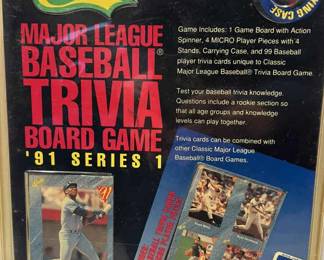 MAJOR LEAGUE
BASEBALL®
TRIVIA
BOARD GAME
'91 SERIES 1
Game Includes: 1 Game Board with Action
Spinner, 4 MICRO Player Pieces with 4
Stands, Carrying Case, and 99 Baseball
player trivia cards unique to Classic
Major League Baseball® Trivia Board Game.
Test your baseball trivia knowledge.
Questions include a rookie section so
that all age groups and knowledge
levels can play together.
Trivia cards can be combined with
other Classic Major League
Baseball® Board Games.
CASE